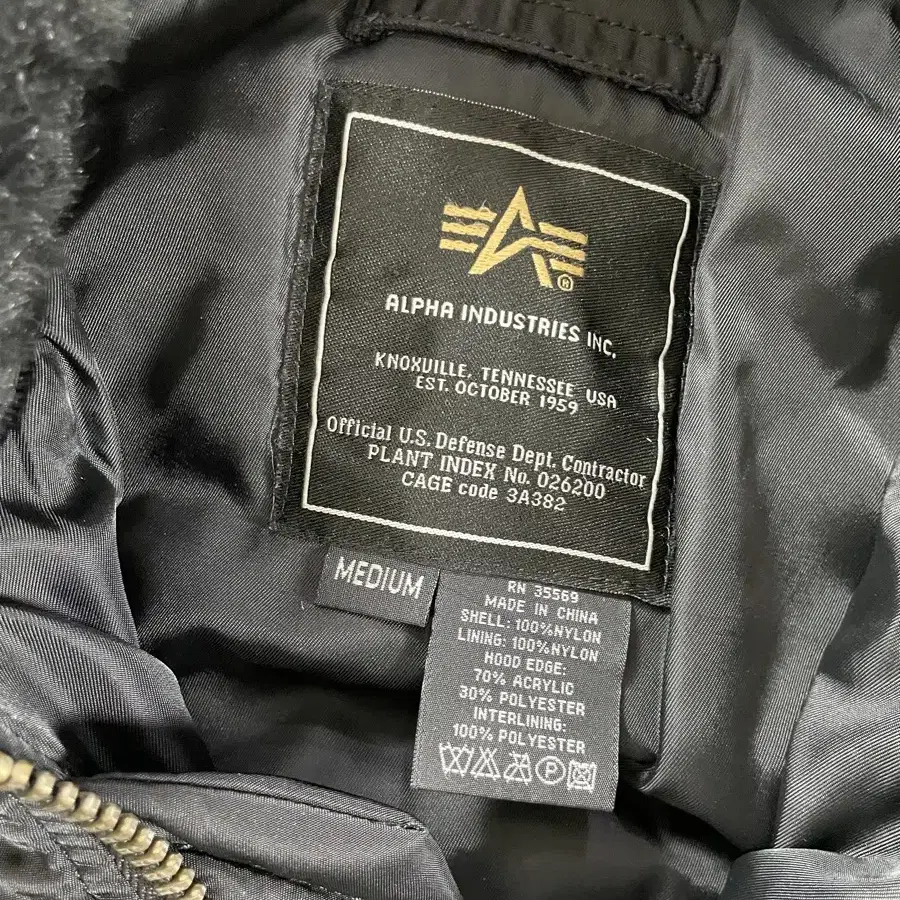 ALPHA INDUSTRIES INC.
KNOXVILLE, TENNESSEE, USA
EST. OCTOBER 1959
Official U.S. Defense Dept. Contractor
PLANT INDEX No. 026200
CAGE code 3A382
MEDIUM
RN 35569
MADE IN CHINA
SHELL: 100%NYLON
LINING: 100%NYLON
HOOD EDGE:
70% ACRYLIC
30% POLYESTER
INTERLINING:
100% POLYESTER